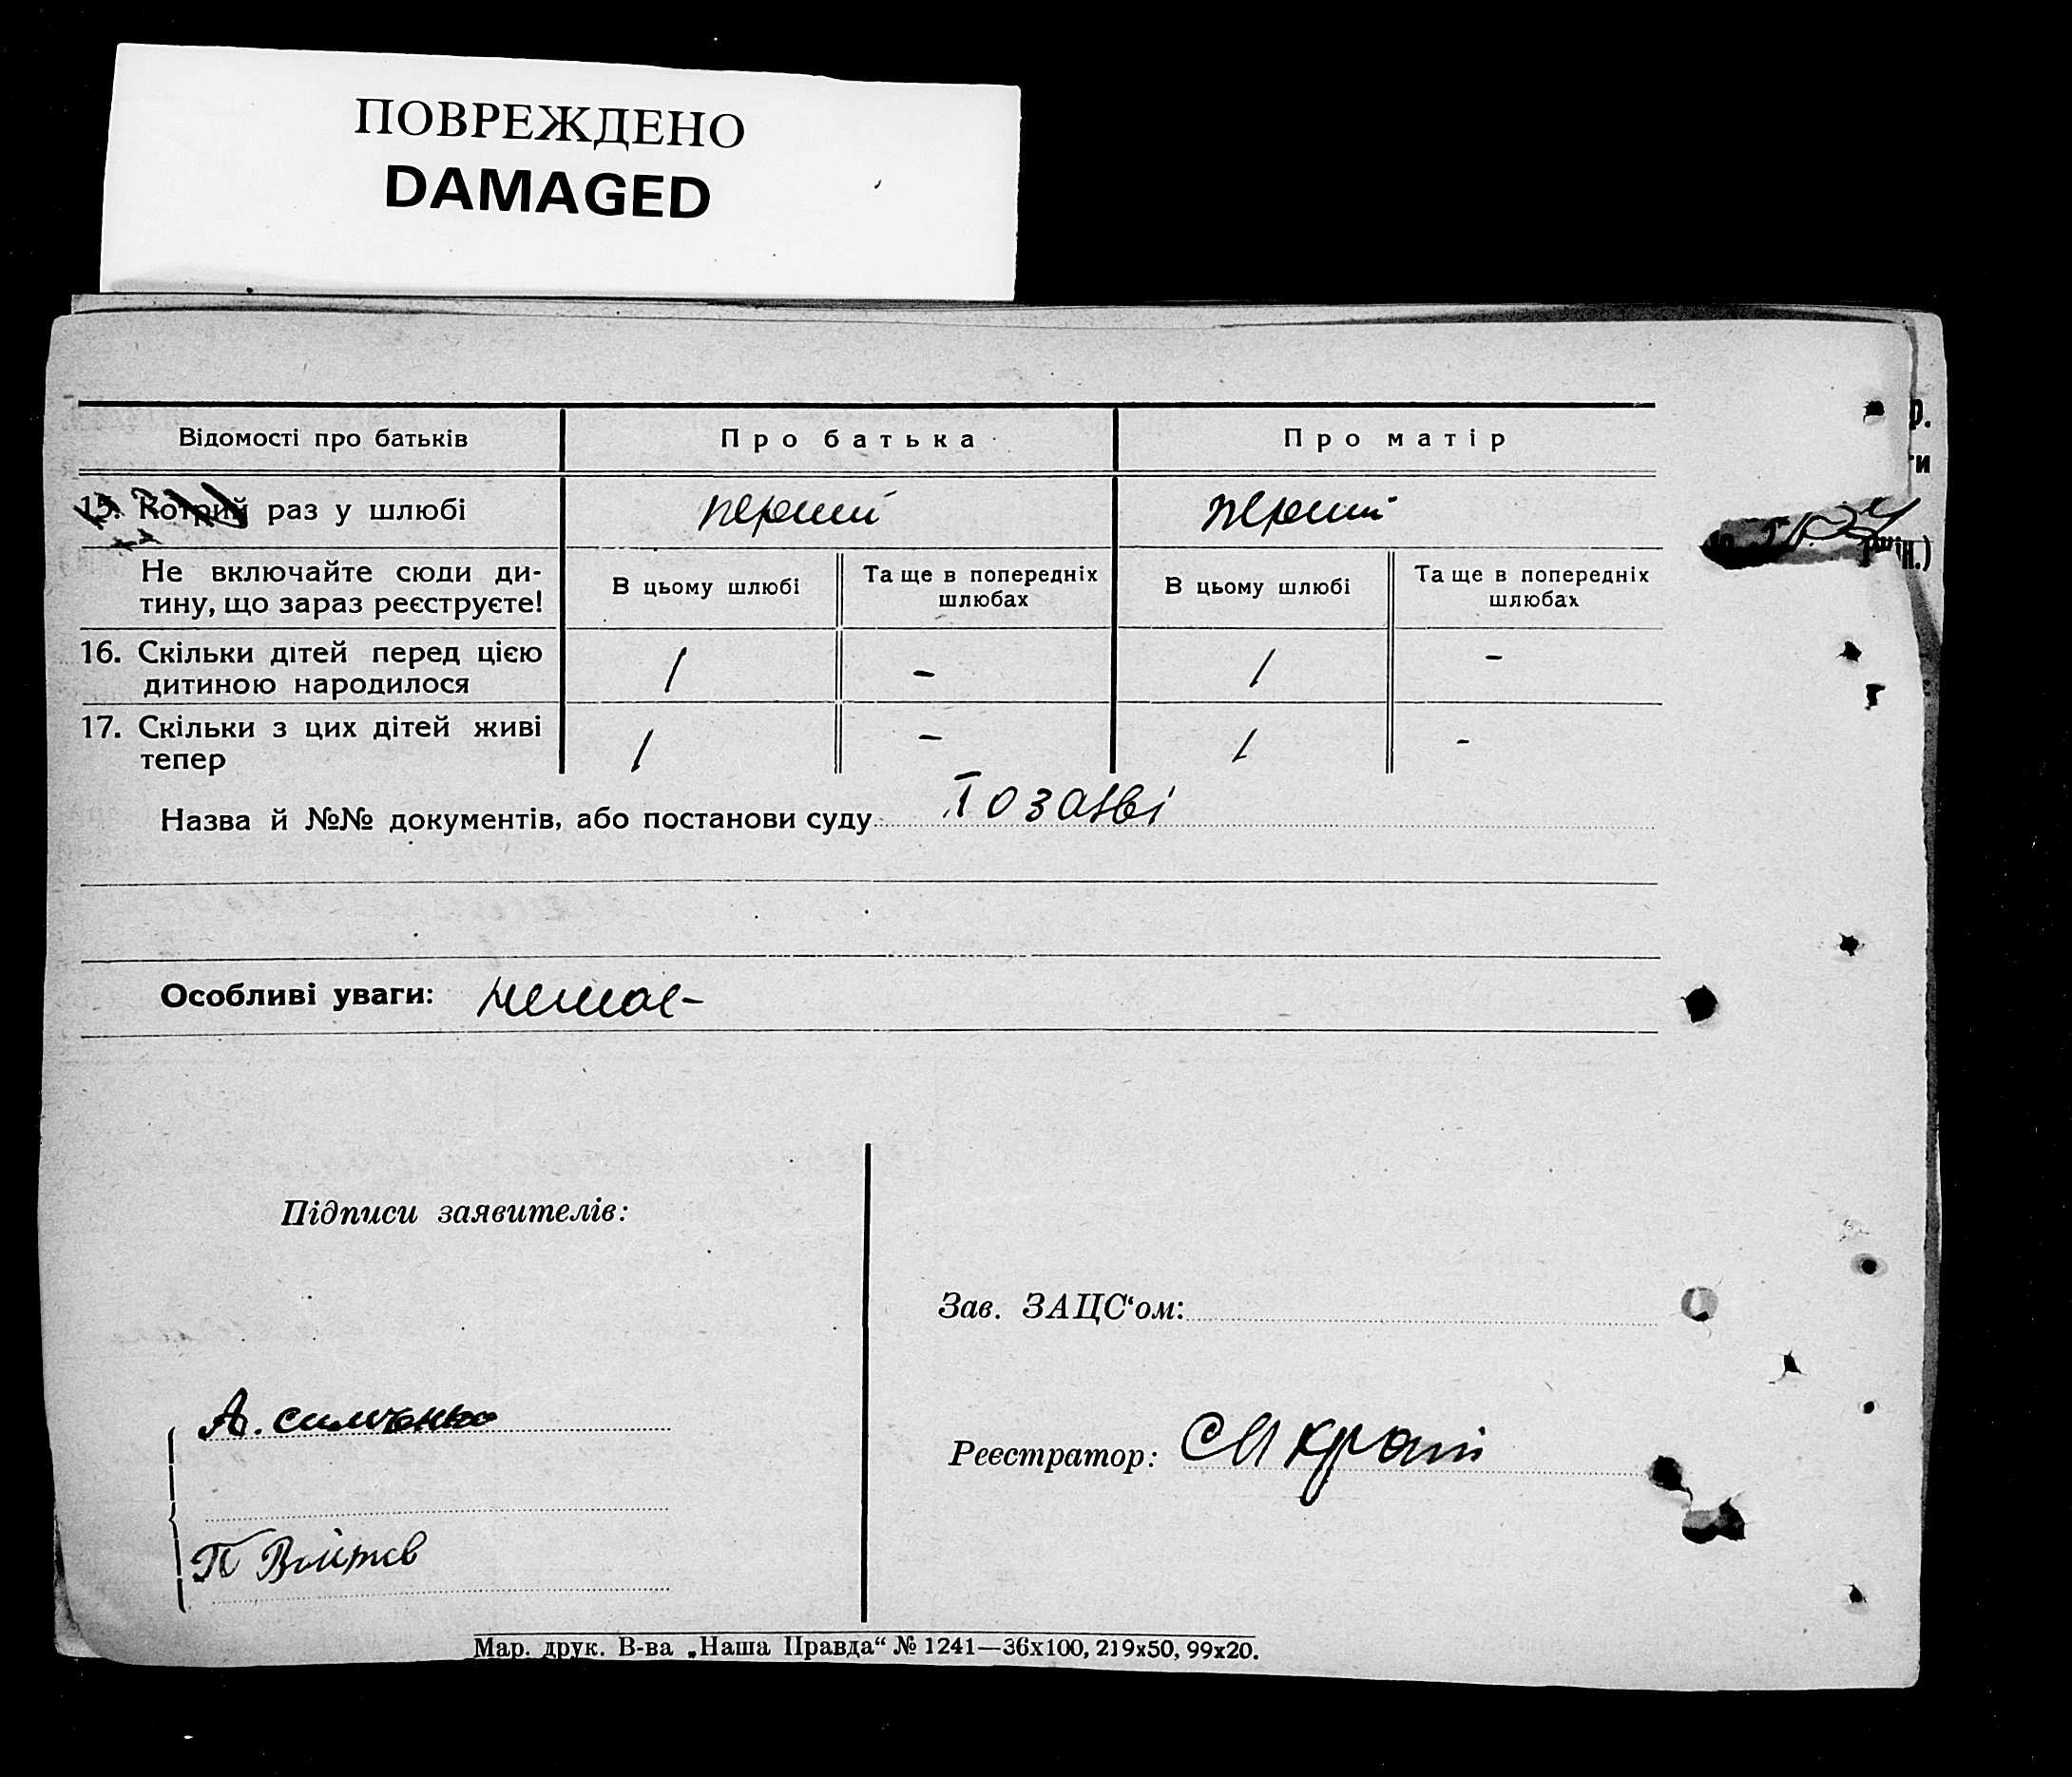 ПОВРЕЖДЕНО
DAMAGED
Відомості про батьків
Про батька
Про матір
15. Котрий раз у шлюбі
перший
перший
Не включайте сюди ди-
тину, що зараз реєструєте!
В цьому шлюбі
Та ще в попередніх
шлюбах
В цьому шлюбі
Та ще в попередніх
шлюбах
16. Скільки дітей перед цією
дитиною народилося
1
-
1
-
17. Скільки з цих дітей живі
тепер
1
-
1
-
Назва й №№ документів, або постанови суду
Особливі уваги: немає-
Підписи заявителів:
Зав. ЗАЦС‘ом:
А. Симченко
Реєстратор:
П
Мар. друк. В-ва „Наша Правда“ № 1241—36х100, 219х50, 99х20.